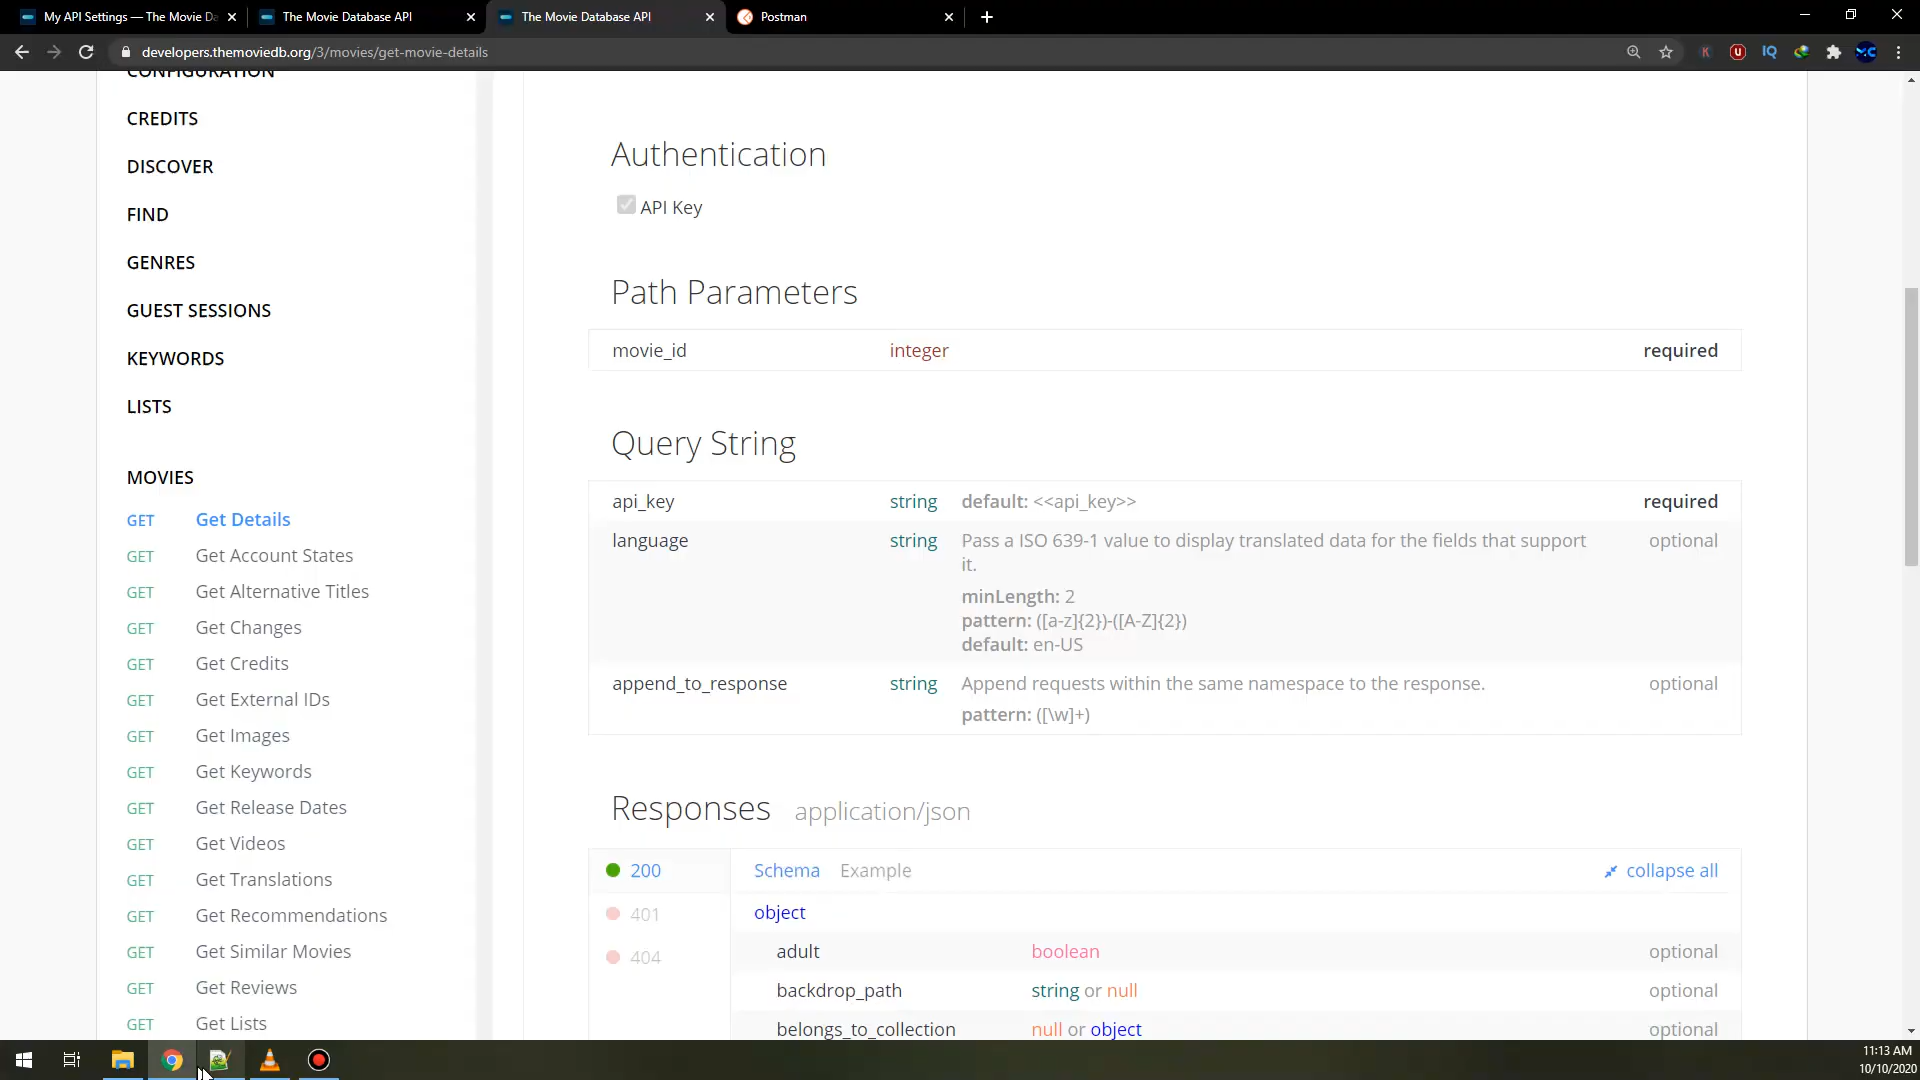 My API Settings — The Movie Da
The Movie Database API
The Movie Database API
Postman
developers.themoviedb.org/3/movies/get-movie-details
CONFIGURATION
CREDITS
DISCOVER
FIND
GENRES
GUEST SESSIONS
KEYWORDS
LISTS
MOVIES
GET Get Details
GET Get Account States
GET Get Alternative Titles
GET Get Changes
GET Get Credits
GET Get External IDs
GET Get Images
GET Get Keywords
GET Get Release Dates
GET Get Videos
GET Get Translations
GET Get Recommendations
GET Get Similar Movies
GET Get Reviews
GET Get Lists
Authentication
API Key
Path Parameters
movie_id integer required
Query String
api_key string default: <<api_key>> required
language string Pass a ISO 639-1 value to display translated data for the fields that support optional
it.
minLength: 2
pattern: ([a-z]{2})-([A-Z]{2})
default: en-US
append_to_response string Append requests within the same namespace to the response. optional
pattern: ([\w]+)
Responses application/json
200 Schema Example collapse all
401
404
object
adult boolean optional
backdrop_path string or null optional
belongs_to_collection null or object optional
11:13 AM
10/10/2020